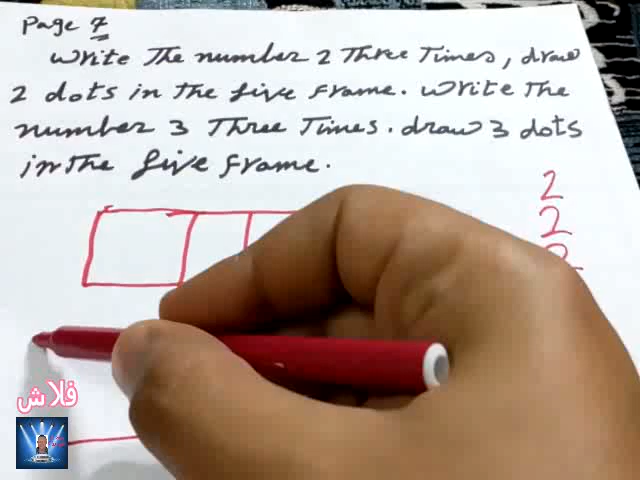 Page 7
Write The number 2 Three Times, draw
2 dots in the five frame. Write The
number 3 Three Times. draw 3 dots
in the five frame.
2
2
2
فلاش